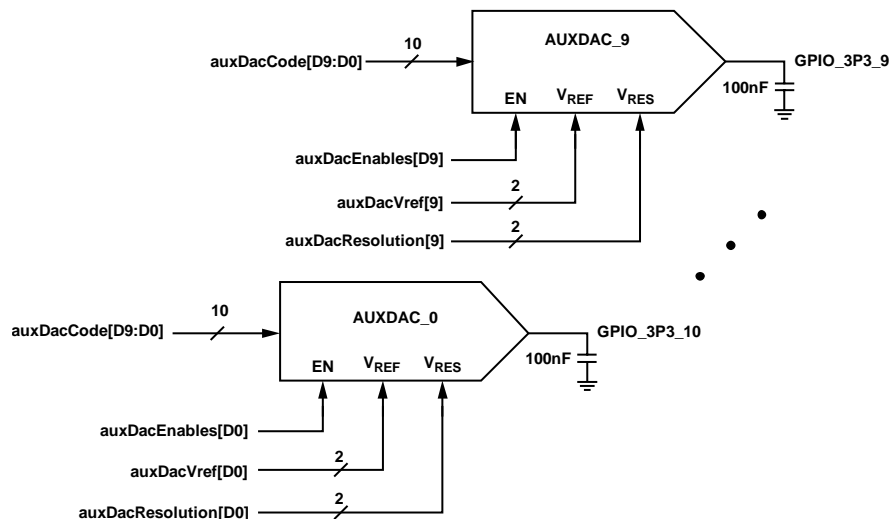 10
AUXDAC_9
GPIO_3P3_9
auxDacCode[D9:D0]
100nF
EN VREF VRES
auxDacEnables[D9]
2
auxDacVref[9]
2
auxDacResolution[9]
10
AUXDAC_0
GPIO_3P3_10
auxDacCode[D9:D0]
100nF
EN VREF VRES
auxDacEnables[D0]
2
auxDacVref[D0]
2
auxDacResolution[D0]